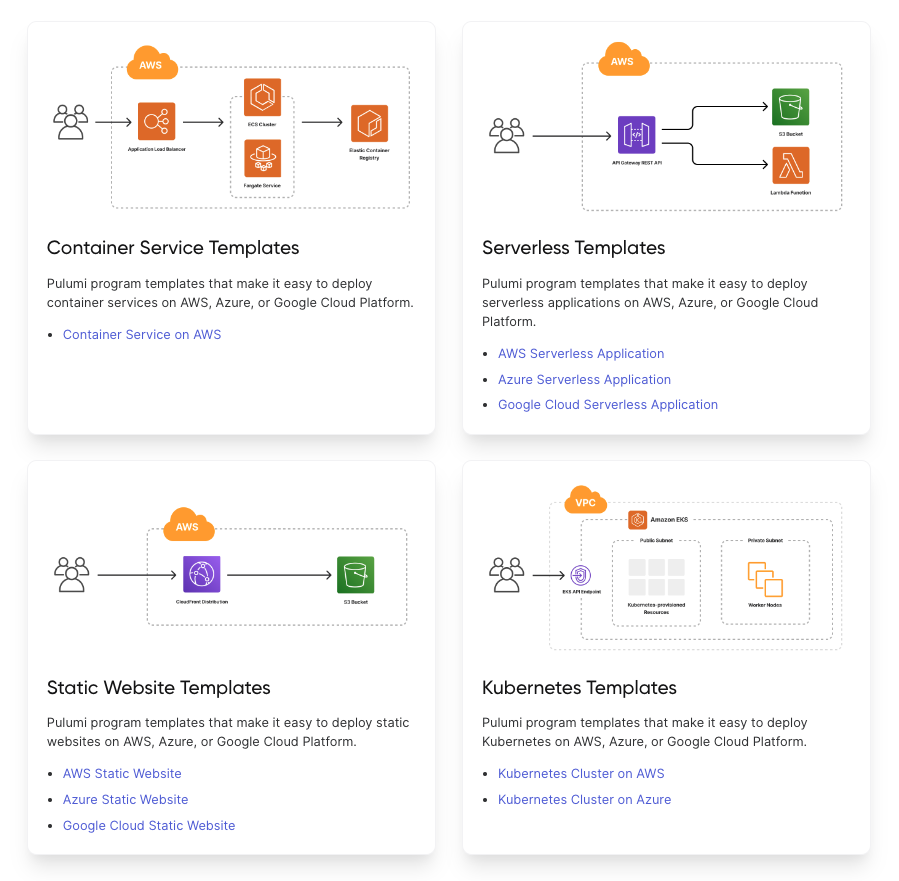 AWS
ECS Cluster
Application Load Balancer
Elastic Container
Registry
Fargate Service
Container Service Templates
Pulumi program templates that make it easy to deploy
container services on AWS, Azure, or Google Cloud Platform.
• Container Service on AWS
AWS
S3 Bucket
API Gateway REST API
Lambda Function
Serverless Templates
Pulumi program templates that make it easy to deploy
serverless applications on AWS, Azure, or Google Cloud
Platform.
• AWS Serverless Application
• Azure Serverless Application
• Google Cloud Serverless Application
AWS
CloudFront Distribution
S3 Bucket
Static Website Templates
Pulumi program templates that make it easy to deploy static
websites on AWS, Azure, or Google Cloud Platform.
• AWS Static Website
• Azure Static Website
• Google Cloud Static Website
VPC
Amazon EKS
Public Subnet
Private Subnet
EKS API Endpoint
Kubernetes-provisioned
Resources
Worker Nodes
Kubernetes Templates
Pulumi program templates that make it easy to deploy
Kubernetes on AWS, Azure, or Google Cloud Platform.
• Kubernetes Cluster on AWS
• Kubernetes Cluster on Azure